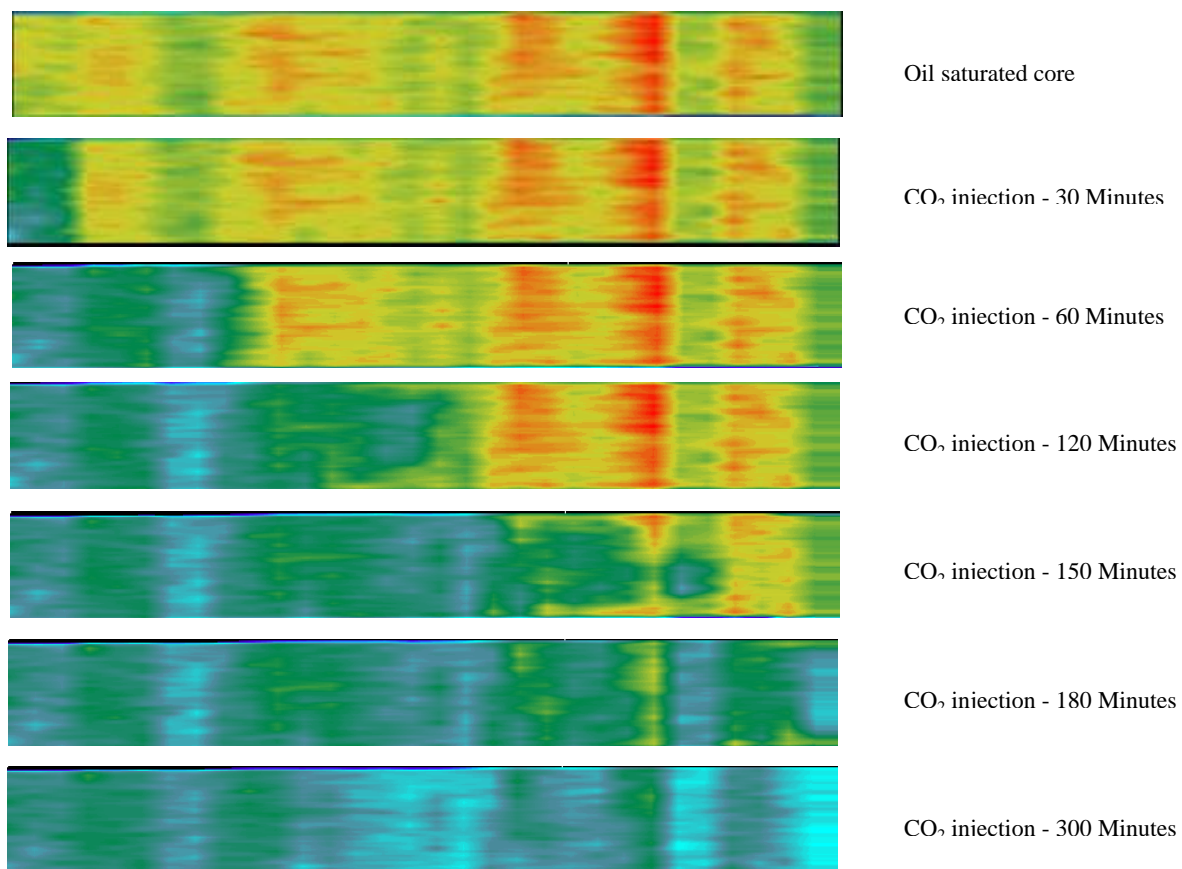 Oil saturated core
CO₂ injection - 30 Minutes
CO₂ injection - 60 Minutes
CO₂ injection - 120 Minutes
CO₂ injection - 150 Minutes
CO₂ injection - 180 Minutes
CO₂ injection - 300 Minutes